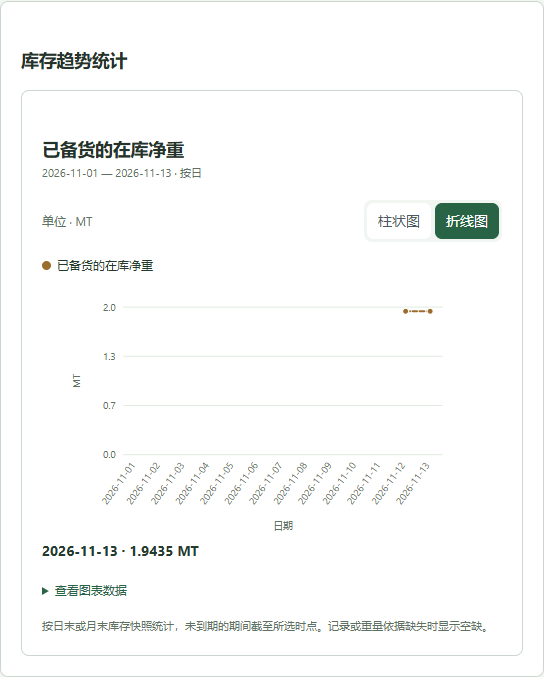 库存趋势统计
已备货的在库净重
2026-11-01 — 2026-11-13 · 按日
单位 · MT
柱状图
折线图
已备货的在库净重
2.0
1.3
0.7
0.0
MT
2026-11-01
2026-11-02
2026-11-03
2026-11-04
2026-11-05
2026-11-06
2026-11-07
2026-11-08
2026-11-09
2026-11-10
2026-11-11
2026-11-12
2026-11-13
日期
2026-11-13 · 1.9435 MT
查看图表数据
按日末或月末库存快照统计，未到期的期间截至所选时点。记录或重量依据缺失时显示空缺。